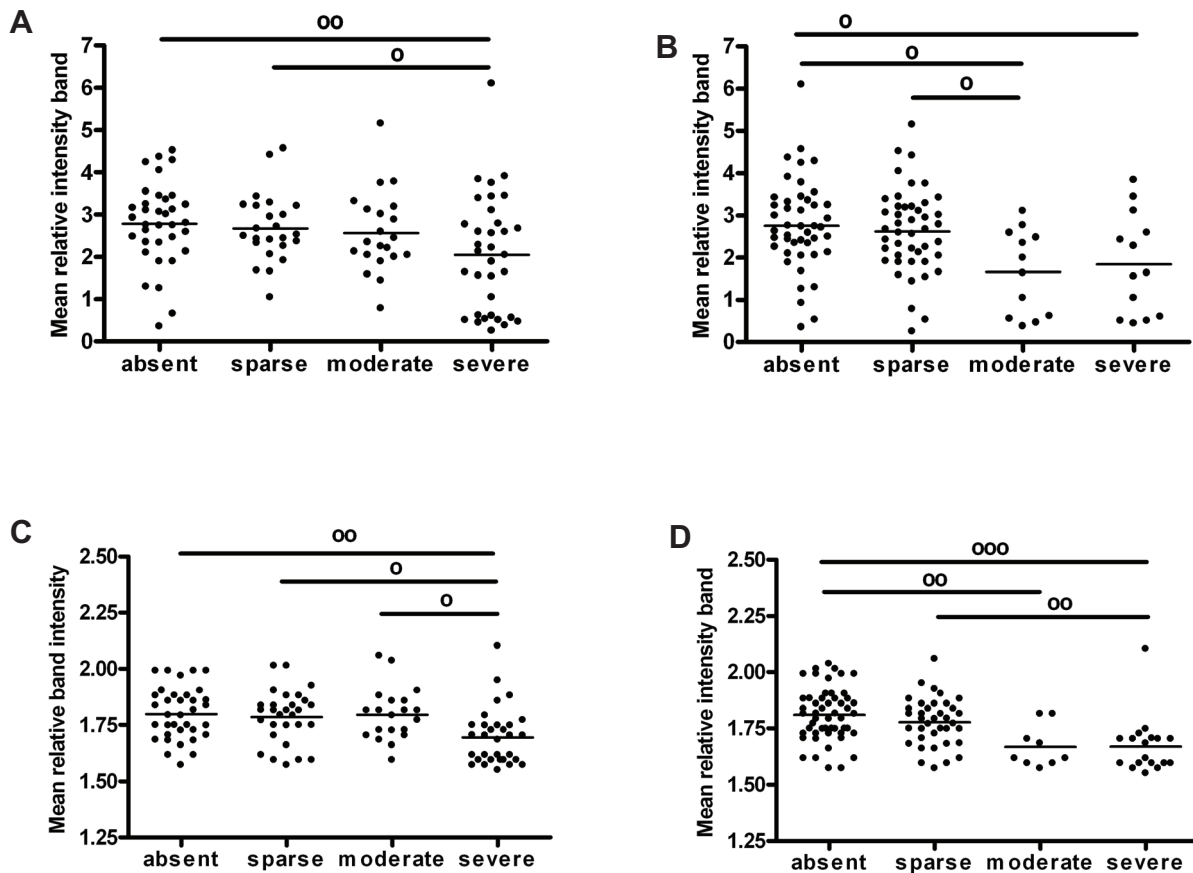 A
Mean relative intensity band
7
6
5
4
3
2
1
0
oo
o
absent sparse moderate severe
B
Mean relative intensity band
7
6
5
4
3
2
1
0
o
o
o
absent sparse moderate severe
C
Mean relative band intensity
2.50
2.25
2.00
1.75
1.50
1.25
oo
o
o
absent sparse moderate severe
D
Mean relative intensity band
2.50
2.25
2.00
1.75
1.50
1.25
ooo
oo
oo
absent sparse moderate severe